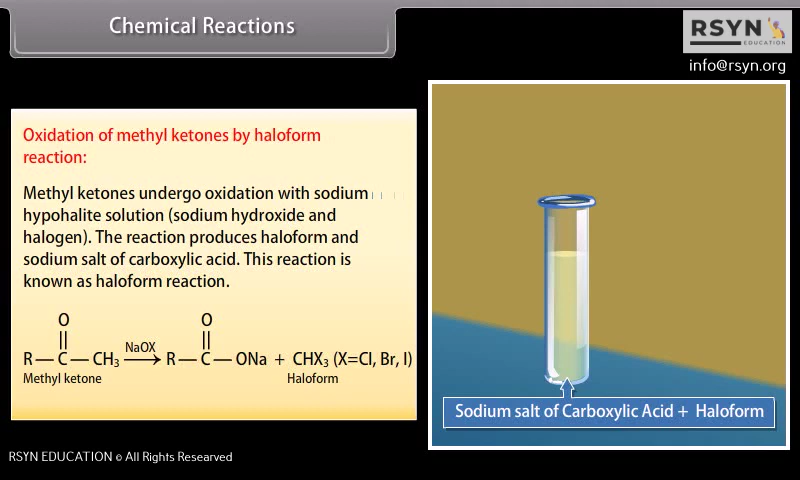 Chemical Reactions
RSYN
EDUCATION
info@rsyn.org
Oxidation of methyl ketones by haloform
reaction:
Methyl ketones undergo oxidation with sodium
hypohalite solution (sodium hydroxide and
halogen). The reaction produces haloform and
sodium salt of carboxylic acid. This reaction is
known as haloform reaction.
O O
|| NaOX ||
R — C — CH₃ ⟶ R — C — ONa + CHX₃ (X=Cl, Br, I)
Methyl ketone Haloform
Sodium salt of Carboxylic Acid + Haloform
RSYN EDUCATION © All Rights Researved